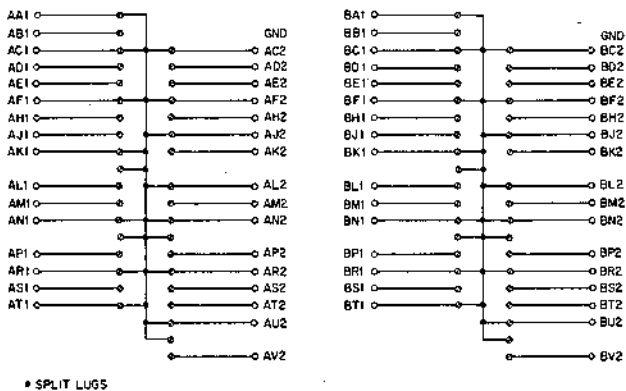 AA1 BA1
AB1 GND BB1 GND
AC1 AC2 BC1 BC2
AD1 AD2 BD1 BD2
AE1 AE2 BE1 BE2
AF1 AF2 BF1 BF2
AH1 AH2 BH1 BH2
AJ1 AJ2 BJ1 BJ2
AK1 AK2 BK1 BK2
AL1 AL2 BL1 BL2
AM1 AM2 BM1 BM2
AN1 AN2 BN1 BN2
AP1 AP2 BP1 BP2
AR1 AR2 BR1 BR2
AS1 AS2 BS1 BS2
AT1 AT2 BT1 BT2
AU2 BU2
AV2 BV2
SPLIT LUGS